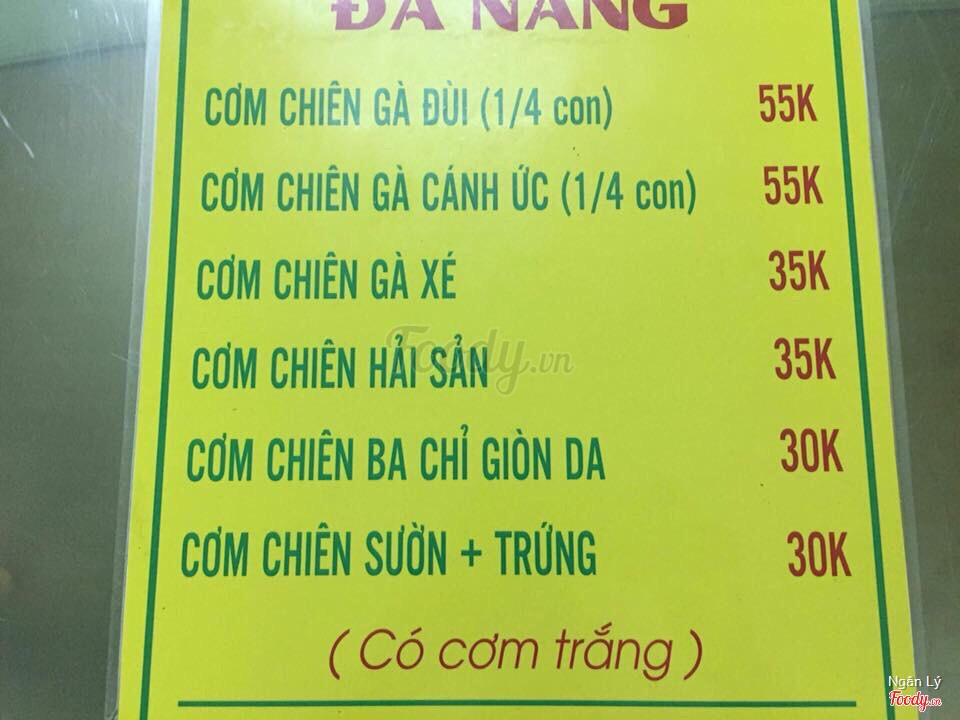 ĐÀ NẴNG
CƠM CHIÊN GÀ ĐÙI (1/4 con) 55K
CƠM CHIÊN GÀ CÁNH ỨC (1/4 con) 55K
CƠM CHIÊN GÀ XÉ 35K
CƠM CHIÊN HẢI SẢN 35K
Foody.vn
CƠM CHIÊN BA CHỈ GIÒN DA 30K
CƠM CHIÊN SƯỜN + TRỨNG 30K
( Có cơm trắng )
Ngân Lý
Foody.vn